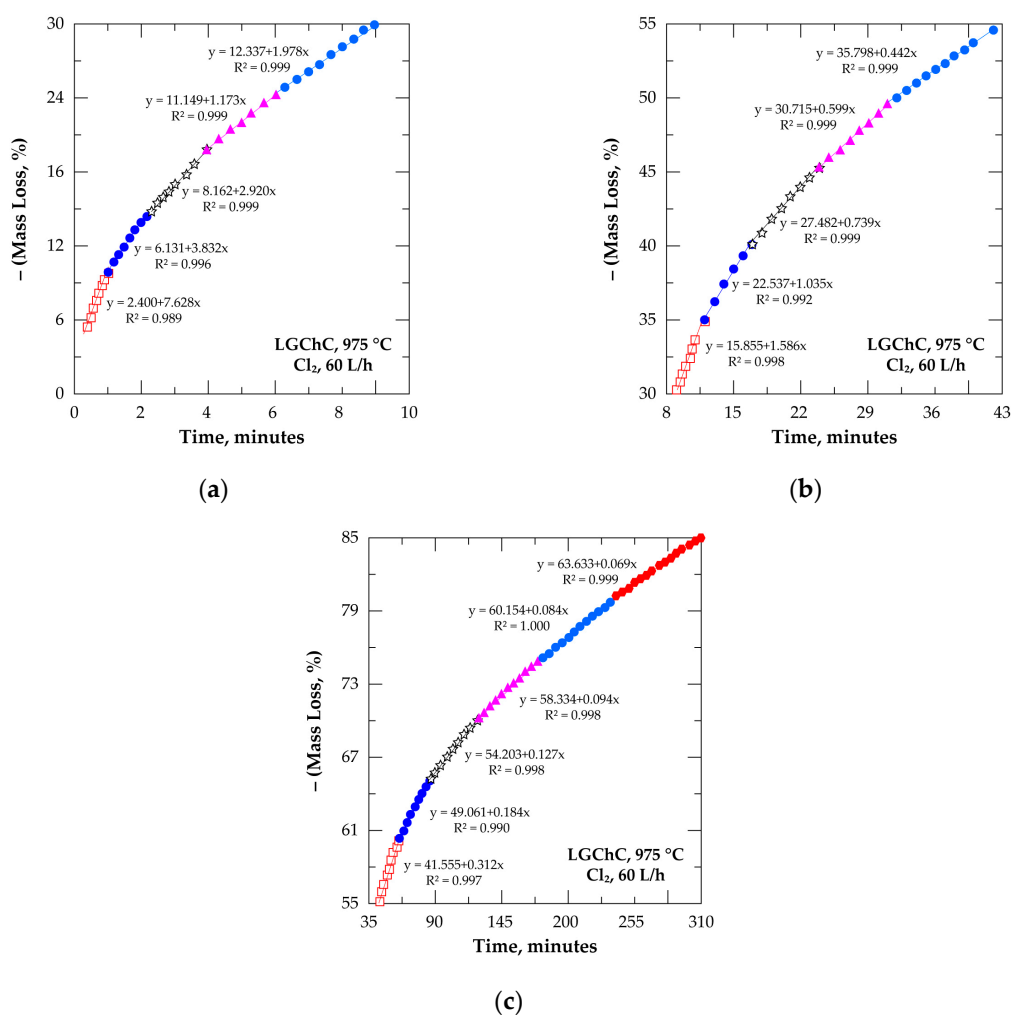 30
24
16
12
6
0
0
2
4
6
8
10
− (Mass Loss, %)
Time, minutes
y = 12.337+1.978x
R² = 0.999
y = 11.149+1.173x
R² = 0.999
y = 8.162+2.920x
R² = 0.999
y = 6.131+3.832x
R² = 0.996
y = 2.400+7.628x
R² = 0.989
LGChC, 975 °C
Cl₂, 60 L/h
(a)
55
50
45
40
35
30
8
15
22
29
36
43
− (Mass Loss, %)
Time, minutes
y = 35.798+0.442x
R² = 0.999
y = 30.715+0.599x
R² = 0.999
y = 27.482+0.739x
R² = 0.999
y = 22.537+1.035x
R² = 0.992
y = 15.855+1.586x
R² = 0.998
LGChC, 975 °C
Cl₂, 60 L/h
(b)
85
79
73
67
61
55
35
90
145
200
255
310
− (Mass Loss, %)
Time, minutes
y = 63.633+0.069x
R² = 0.999
y = 60.154+0.084x
R² = 1.000
y = 58.334+0.094x
R² = 0.998
y = 54.203+0.127x
R² = 0.998
y = 49.061+0.184x
R² = 0.990
y = 41.555+0.312x
R² = 0.997
LGChC, 975 °C
Cl₂, 60 L/h
(c)